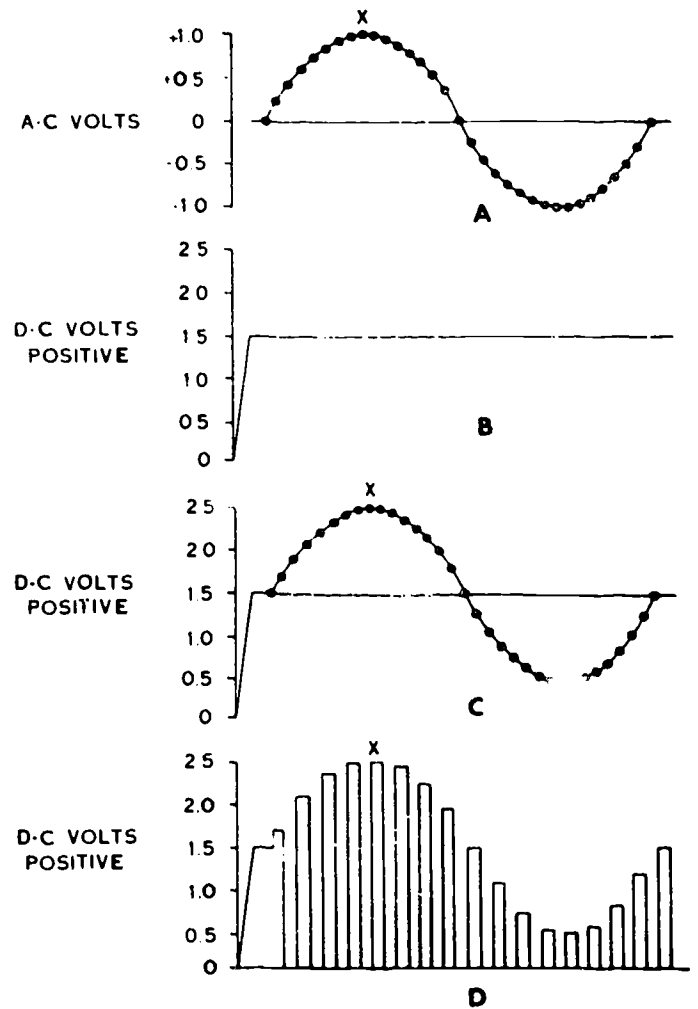 X
+1.0
+0.5
A-C VOLTS 0
-0.5
-1.0
A
2.5
2.0
D-C VOLTS
POSITIVE
1.5
1.0
0.5
0
B
X
2.5
2.0
D-C VOLTS
POSITIVE
1.5
1.0
0.5
0
C
X
2.5
2.0
D-C VOLTS
POSITIVE
1.5
1.0
0.5
0
D